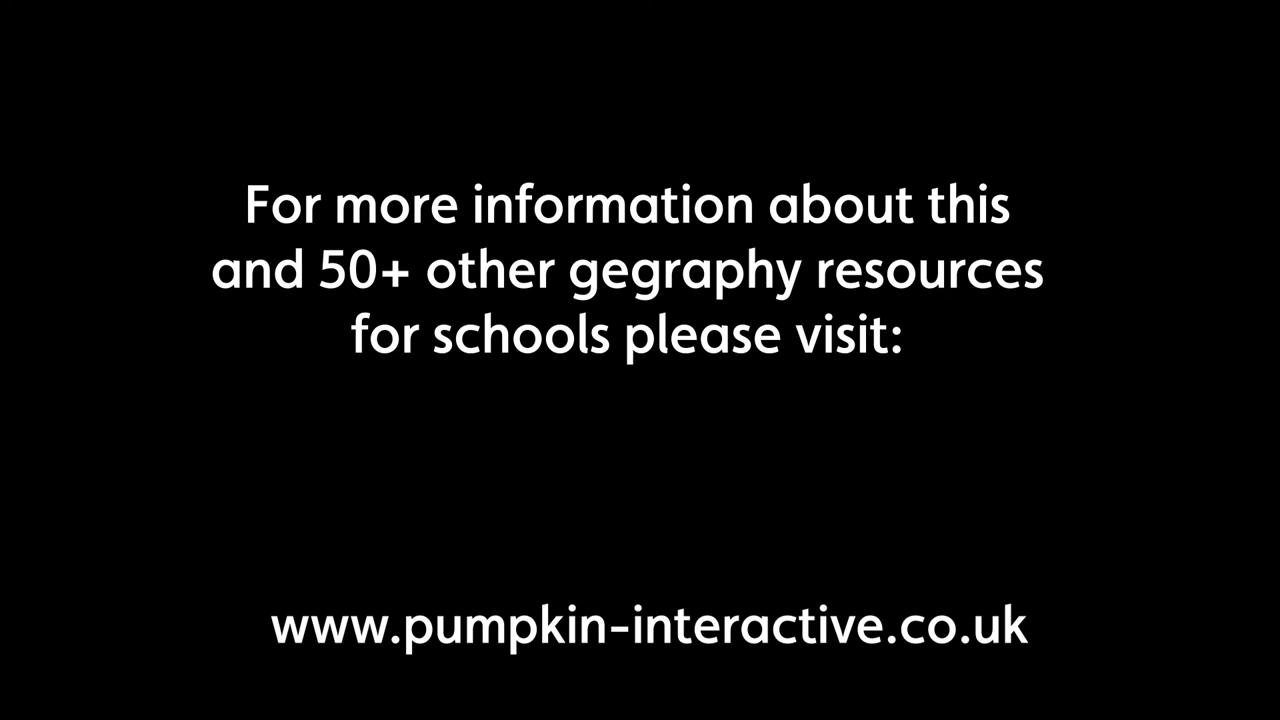 For more information about this
and 50+ other gegraphy resources
for schools please visit:
www.pumpkin-interactive.co.uk